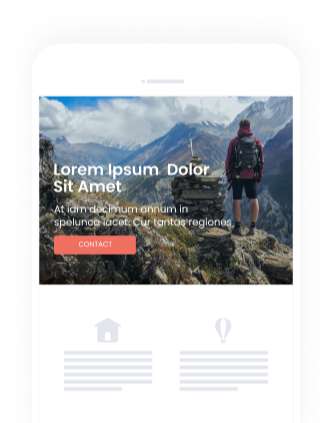 Lorem Ipsum Dolor
Sit Amet
At iam decimum annum in
spelunca iacet. Cur tantas regiones
CONTACT